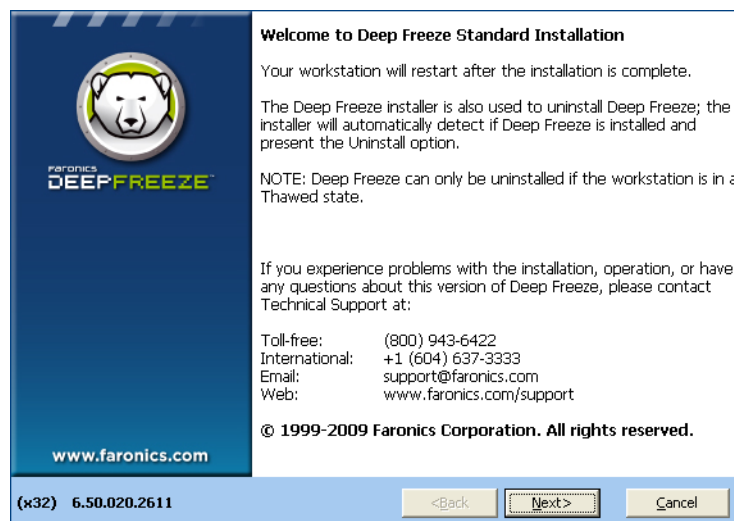 Welcome to Deep Freeze Standard Installation
Your workstation will restart after the installation is complete.
The Deep Freeze installer is also used to uninstall Deep Freeze; the
installer will automatically detect if Deep Freeze is installed and
present the Uninstall option.
NOTE: Deep Freeze can only be uninstalled if the workstation is in a
Thawed state.
If you experience problems with the installation, operation, or have
any questions about this version of Deep Freeze, please contact
Technical Support at:
Toll-free: (800) 943-6422
International: +1 (604) 637-3333
Email: support@faronics.com
Web: www.faronics.com/support
© 1999-2009 Faronics Corporation. All rights reserved.
FARONICS
DEEPFREEZE
www.faronics.com
(x32) 6.50.020.2611
<Back Next> Cancel